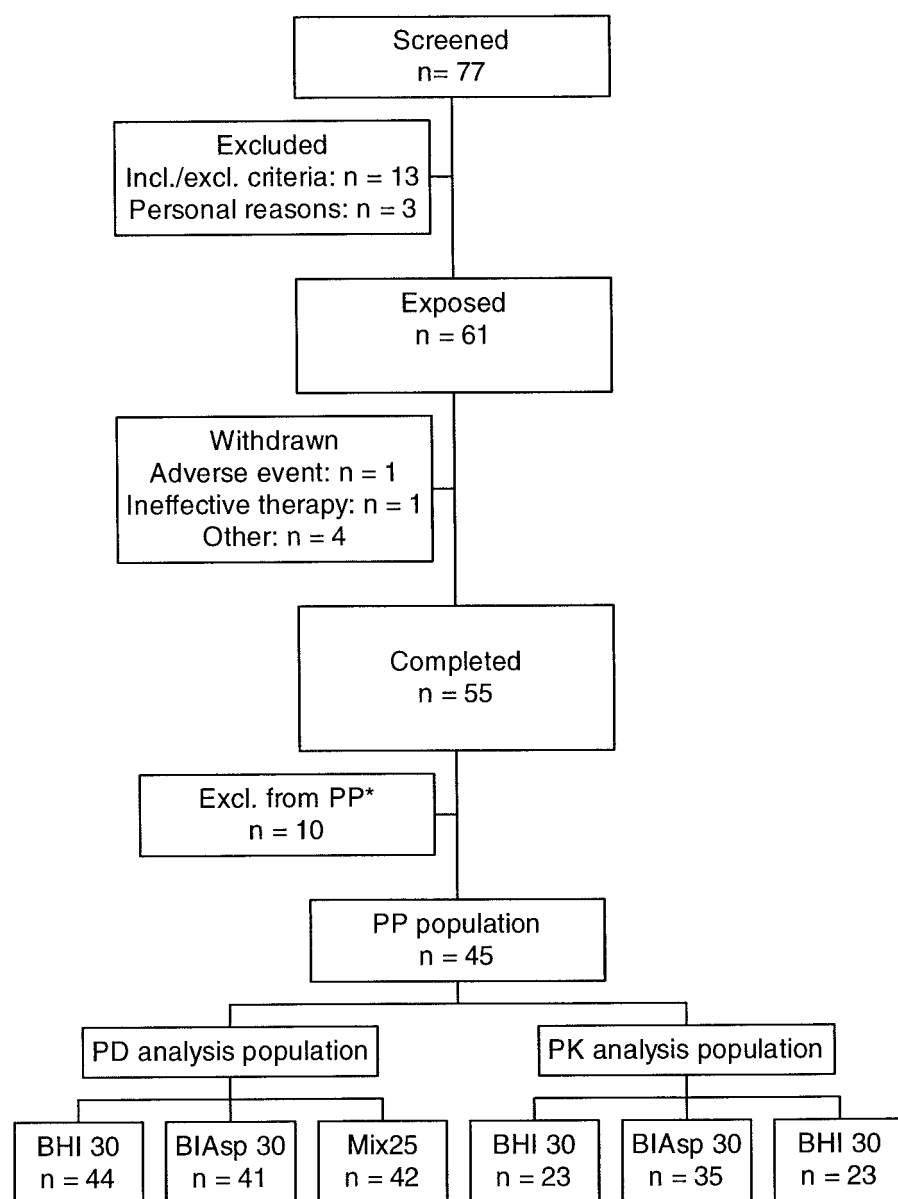 Screened
n= 77
Excluded
Incl./excl. criteria: n = 13
Personal reasons: n = 3
Exposed
n = 61
Withdrawn
Adverse event: n = 1
Ineffective therapy: n = 1
Other: n = 4
Completed
n = 55
Excl. from PP*
n = 10
PP population
n = 45
PD analysis population
PK analysis population
BHI 30
n = 44
BIAsp 30
n = 41
Mix25
n = 42
BHI 30
n = 23
BIAsp 30
n = 35
BHI 30
n = 23